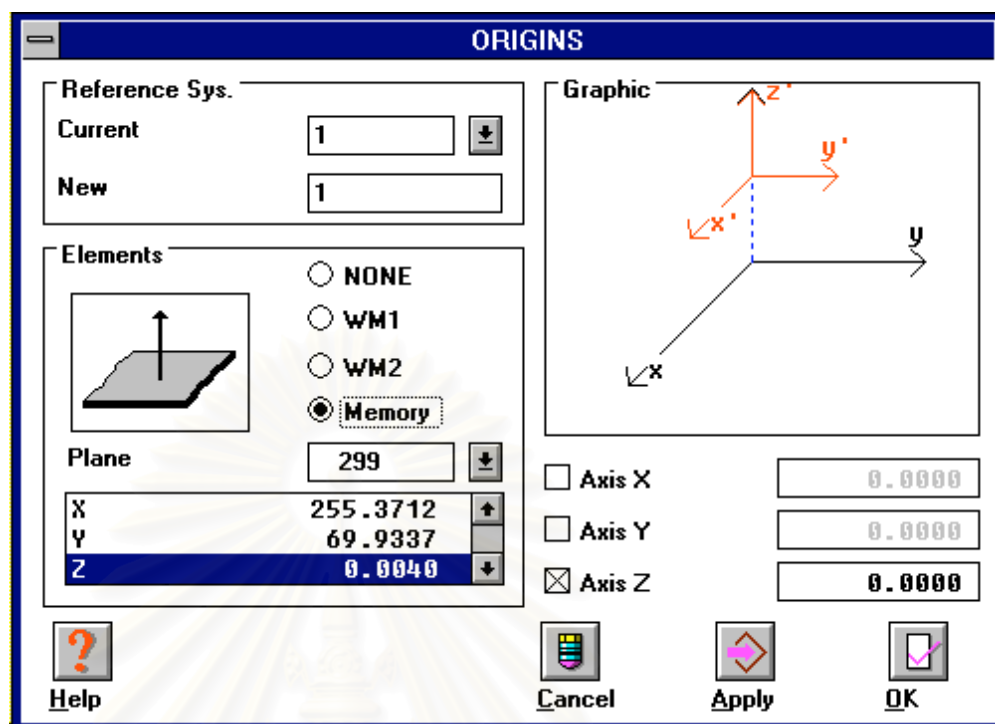 ORIGINS
Reference Sys.
Current 1
New 1
Elements
NONE
WM1
WM2
Memory
Plane 299
X 255.3712
Y 69.9337
Z 0.0040
Graphic
z'
y'
x'
y
x
Axis X 0.0000
Axis Y 0.0000
Axis Z 0.0000
Help
Cancel
Apply
OK